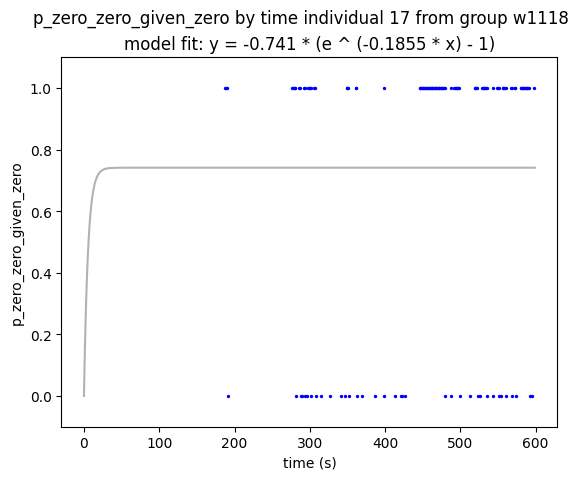 p_zero_zero_given_zero by time individual 17 from group w1118
model fit: y = -0.741 * (e ^ (-0.1855 * x) - 1)
1.0
0.8
0.6
0.4
0.2
0.0
p_zero_zero_given_zero
0 100 200 300 400 500 600
time (s)